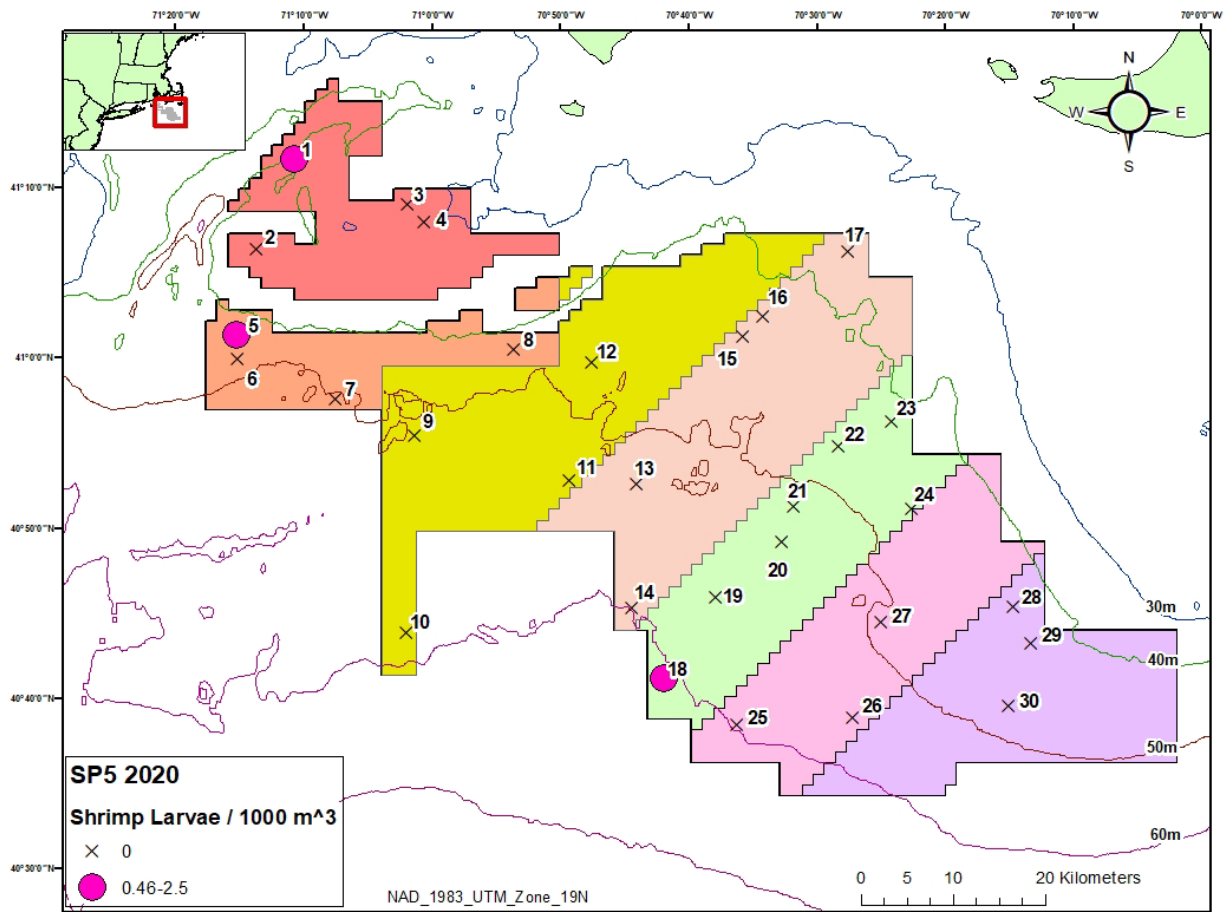 71°20'0"W 71°10'0"W 71°0'0"W 70°50'0"W 70°40'0"W 70°30'0"W 70°20'0"W 70°10'0"W 70°0'0"W
N
W E
S
1
41°10'0"N
3
4
2
17
16
5
15
8
12
41°0'0"N
6
7
23
9
22
11
13
21
24
40°50'0"N
20
14
19
28
30m
27
10
29
40m
18
40°40'0"N
30
25
26
50m
SP5 2020
Shrimp Larvae / 1000 m^3
0
0.46-2.5
60m
40°30'0"N
0 5 10 20 Kilometers
NAD_1983_UTM_Zone_19N